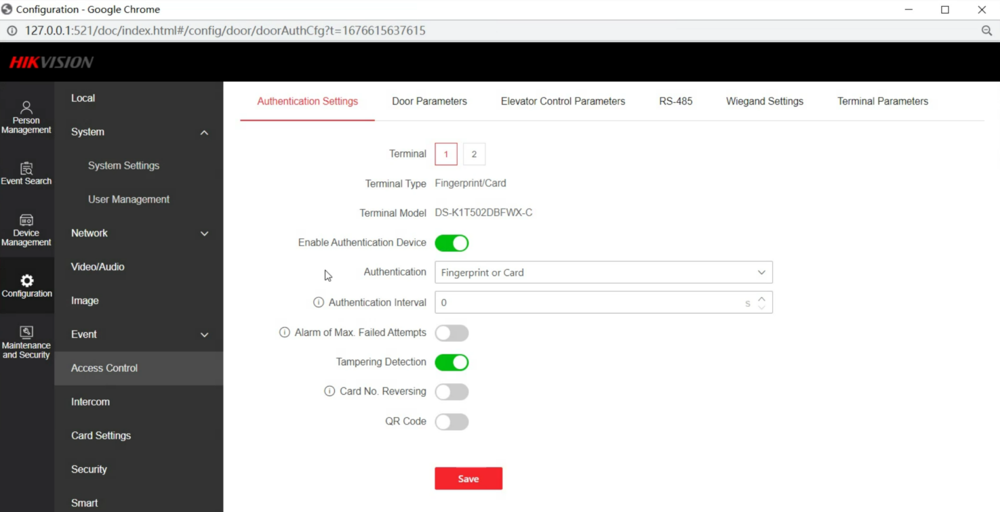 Configuration - Google Chrome
127.0.0.1:521/doc/index.html#/config/door/doorAuthCfg?t=1676615637615
HIKVISION
Person
Management
Event Search
Device
Management
Configuration
Maintenance
and Security
Local
System
System Settings
User Management
Network
Video/Audio
Image
Event
Access Control
Intercom
Card Settings
Security
Smart
Authentication Settings Door Parameters Elevator Control Parameters RS-485 Wiegand Settings Terminal Parameters
Terminal 1 2
Terminal Type Fingerprint/Card
Terminal Model DS-K1T502DBFWX-C
Enable Authentication Device
Authentication Fingerprint or Card
Authentication Interval 0 s
Alarm of Max. Failed Attempts
Tampering Detection
Card No. Reversing
QR Code
Save